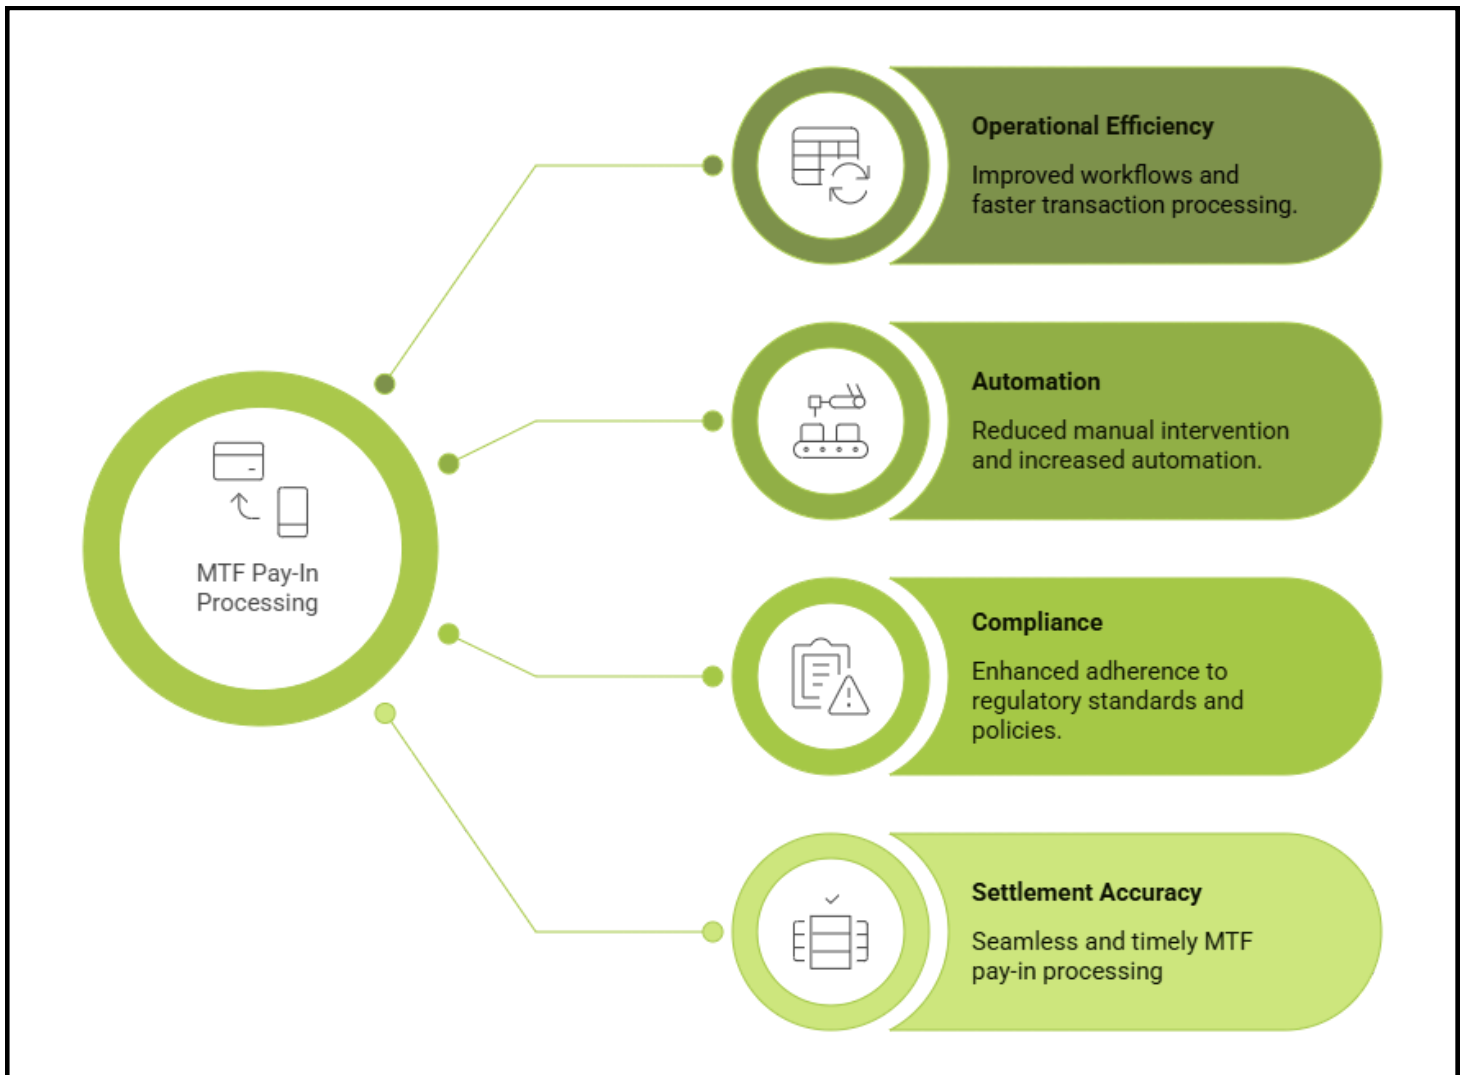 MTF Pay-In
Processing
Operational Efficiency
Improved workflows and
faster transaction processing.
Automation
Reduced manual intervention
and increased automation.
Compliance
Enhanced adherence to
regulatory standards and
policies.
Settlement Accuracy
Seamless and timely MTF
pay-in processing